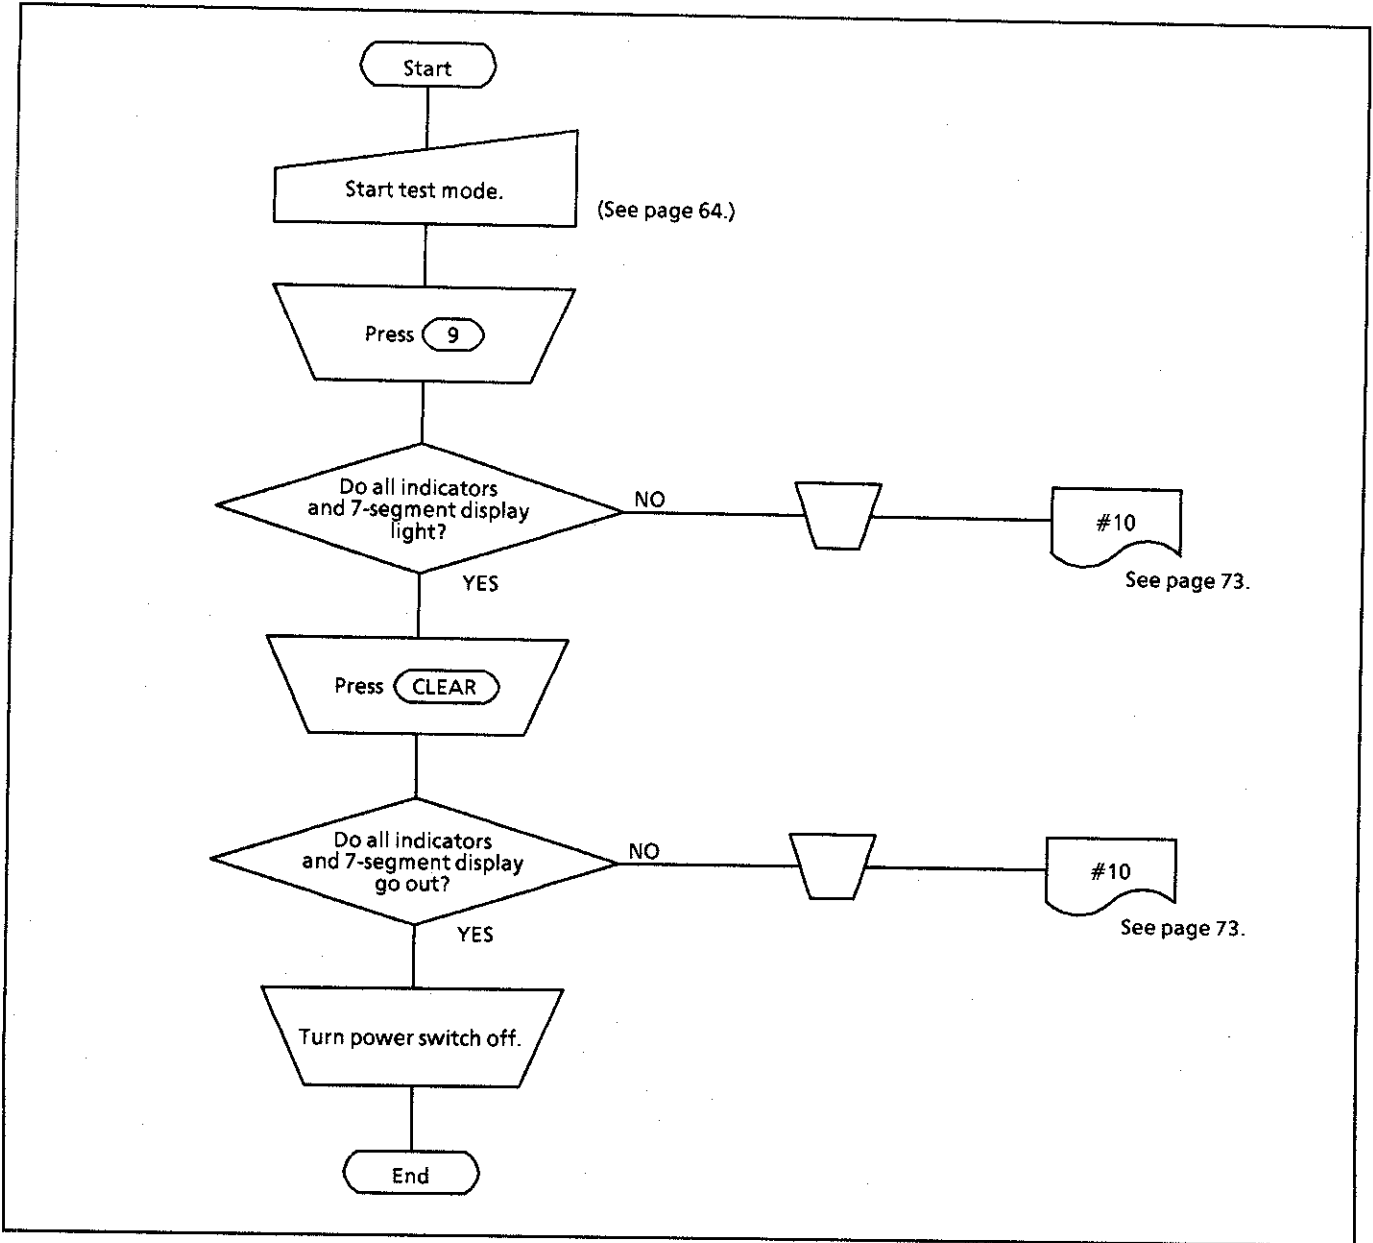 Start
Start test mode.
(See page 64.)
Press 9
Do all indicators
and 7-segment display
light?
NO
#10
See page 73.
YES
Press CLEAR
Do all indicators
and 7-segment display
go out?
NO
#10
See page 73.
YES
Turn power switch off.
End